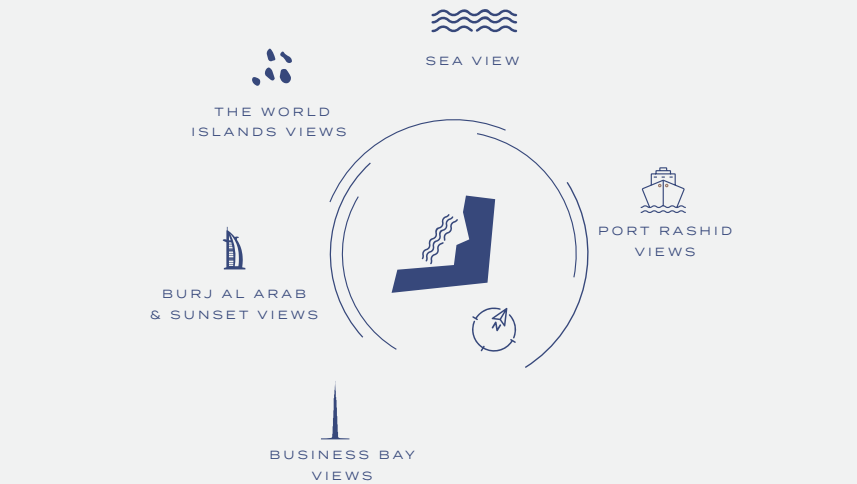 SEA VIEW
THE WORLD
ISLANDS VIEWS
PORT RASHID
VIEWS
BURJ AL ARAB
& SUNSET VIEWS
N
BUSINESS BAY
VIEWS